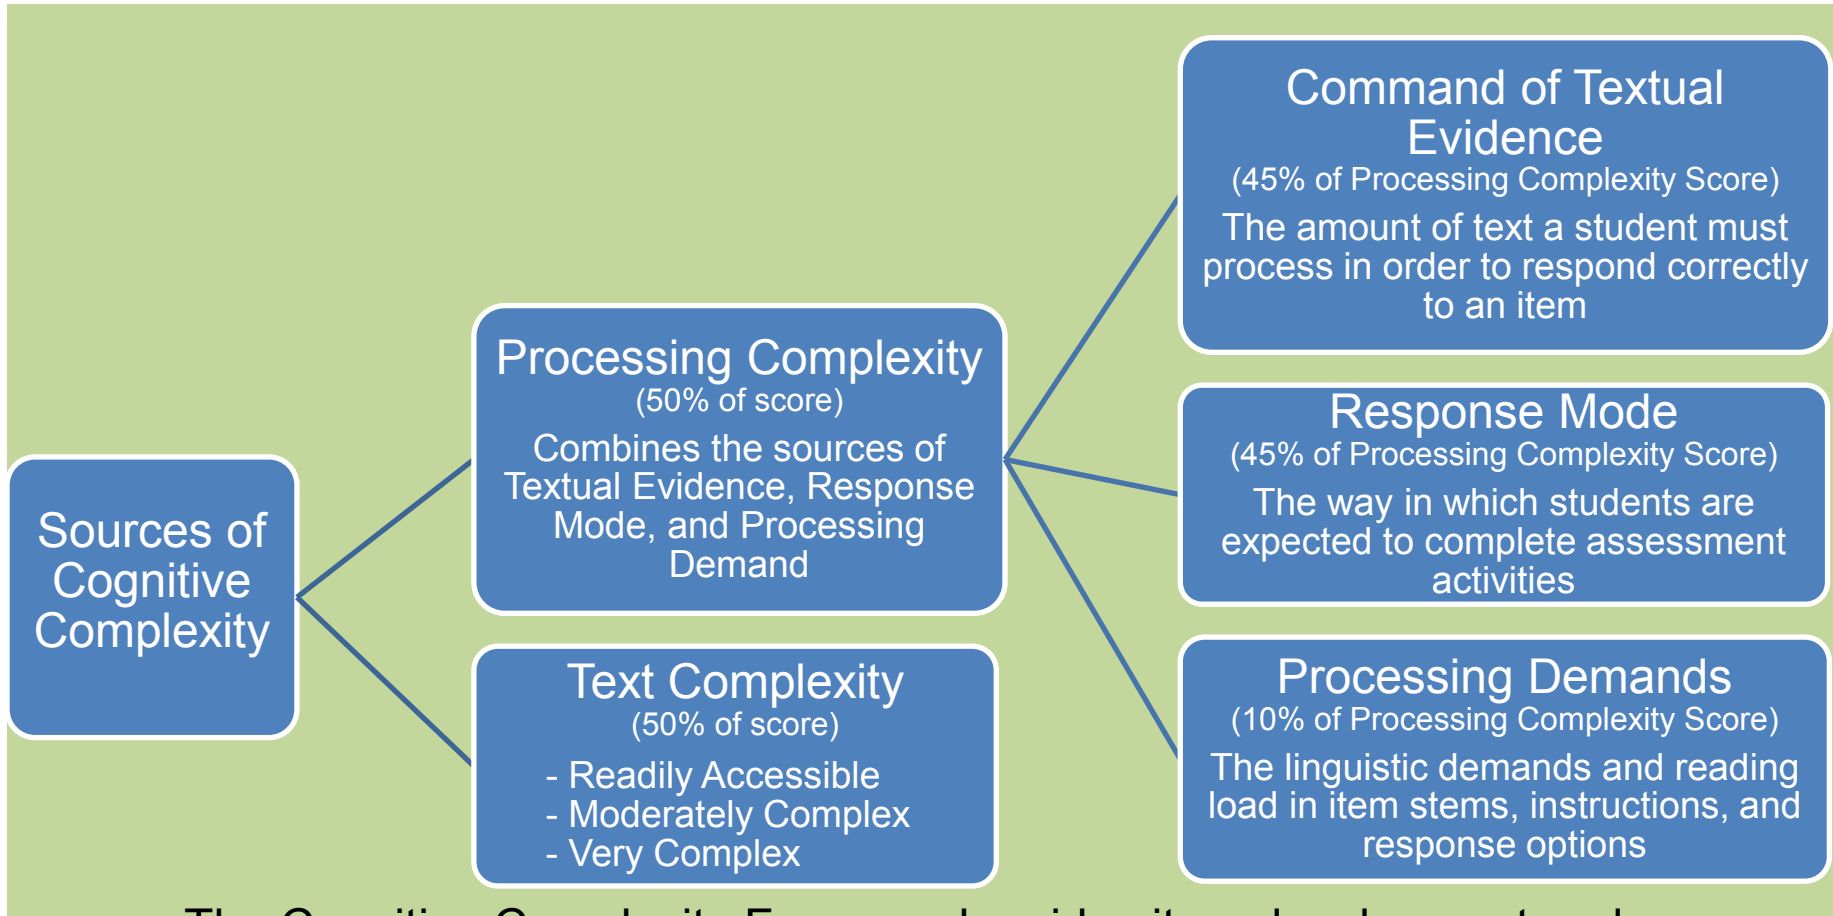 Sources of
Cognitive
Complexity
Processing Complexity
(50% of score)
Combines the sources of
Textual Evidence, Response
Mode, and Processing
Demand
Text Complexity
(50% of score)
- Readily Accessible
- Moderately Complex
- Very Complex
Command of Textual
Evidence
(45% of Processing Complexity Score)
The amount of text a student must
process in order to respond correctly
to an item
Response Mode
(45% of Processing Complexity Score)
The way in which students are
expected to complete assessment
activities
Processing Demands
(10% of Processing Complexity Score)
The linguistic demands and reading
load in item stems, instructions, and
response options
The Cognitive Complexity